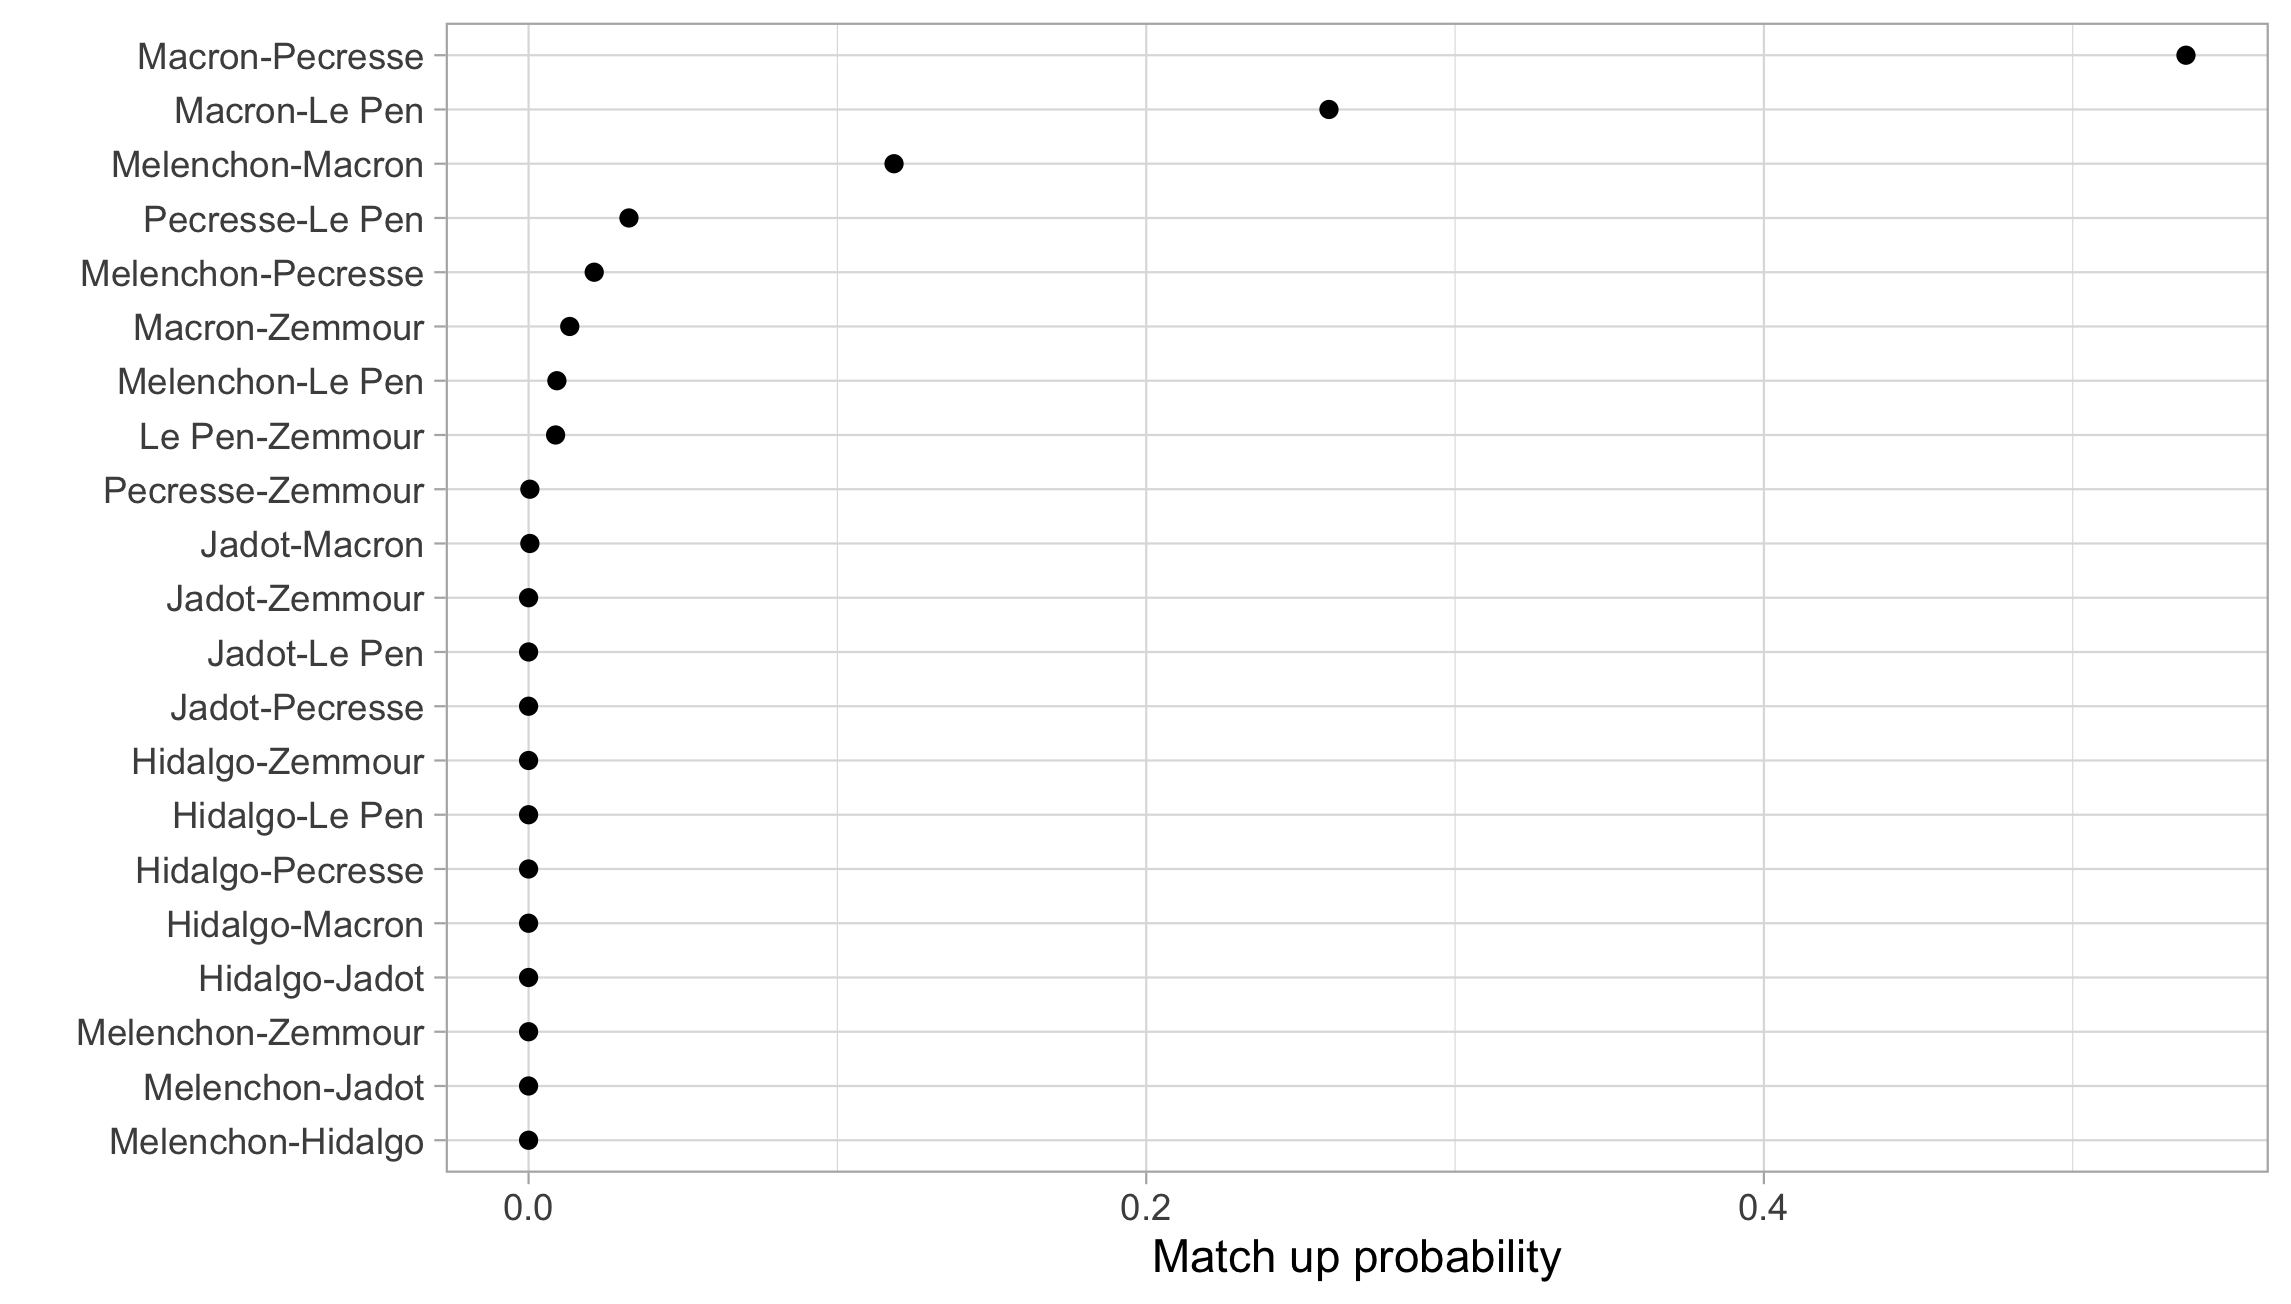 Macron-Pecresse
Macron-Le Pen
Melenchon-Macron
Pecresse-Le Pen
Melenchon-Pecresse
Macron-Zemmour
Melenchon-Le Pen
Le Pen-Zemmour
Pecresse-Zemmour
Jadot-Macron
Jadot-Zemmour
Jadot-Le Pen
Jadot-Pecresse
Hidalgo-Zemmour
Hidalgo-Le Pen
Hidalgo-Pecresse
Hidalgo-Macron
Hidalgo-Jadot
Melenchon-Zemmour
Melenchon-Jadot
Melenchon-Hidalgo
0.0 0.2 0.4
Match up probability